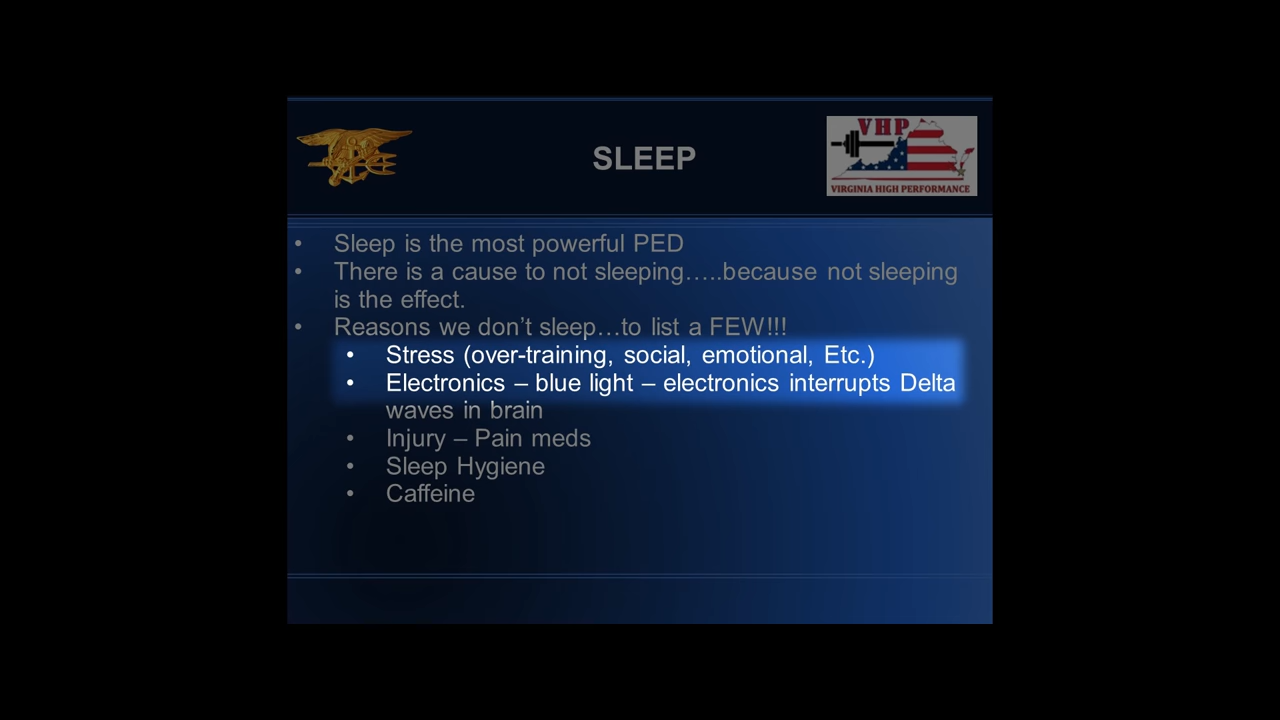 SLEEP
VHP
VIRGINIA HIGH PERFORMANCE
• Sleep is the most powerful PED
• There is a cause to not sleeping…..because not sleeping
is the effect.
• Reasons we don’t sleep…to list a FEW!!!
• Stress (over-training, social, emotional, Etc.)
• Electronics – blue light – electronics interrupts Delta
waves in brain
• Injury – Pain meds
• Sleep Hygiene
• Caffeine